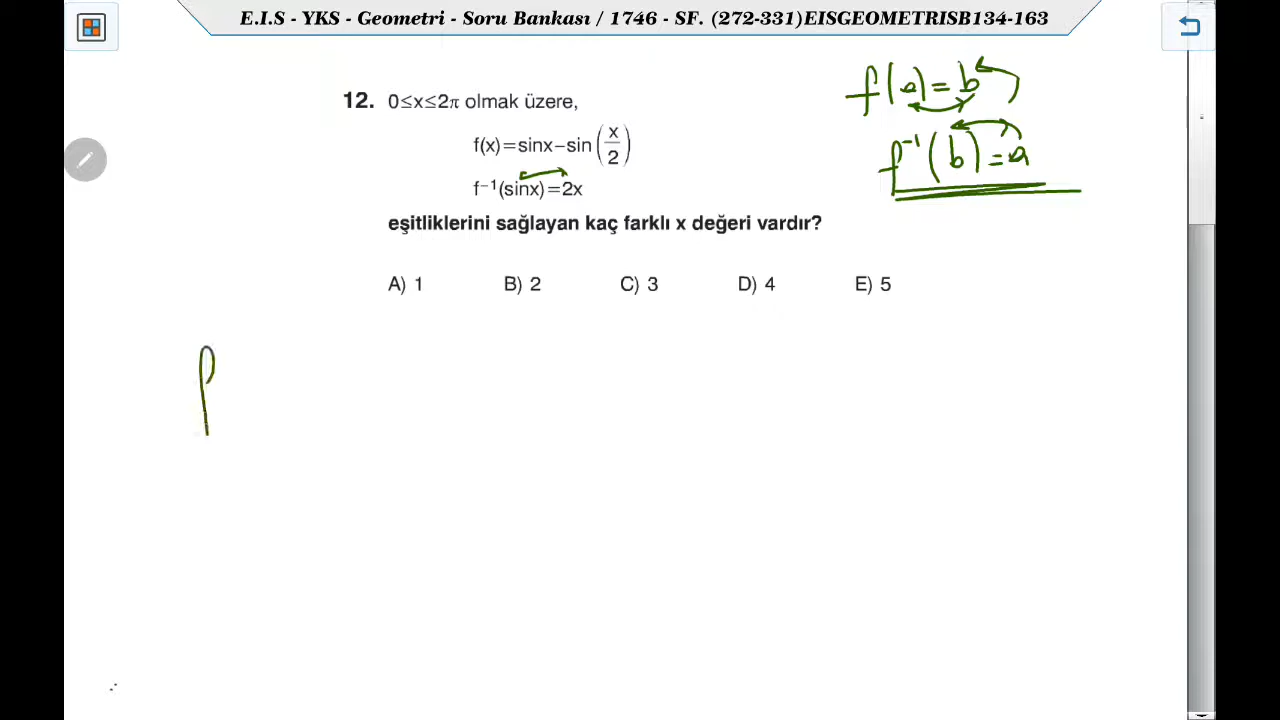 E.I.S - YKS - Geometri - Soru Bankası / 1746 - SF. (272-331)EISGEOMETRISB134-163
12. 0≤x≤2π olmak üzere,
f(x)=sinx−sin(x/2)
f⁻¹(sinx)=2x
eşitliklerini sağlayan kaç farklı x değeri vardır?
A) 1 B) 2 C) 3 D) 4 E) 5
f(a)=b
f⁻¹(b)=a